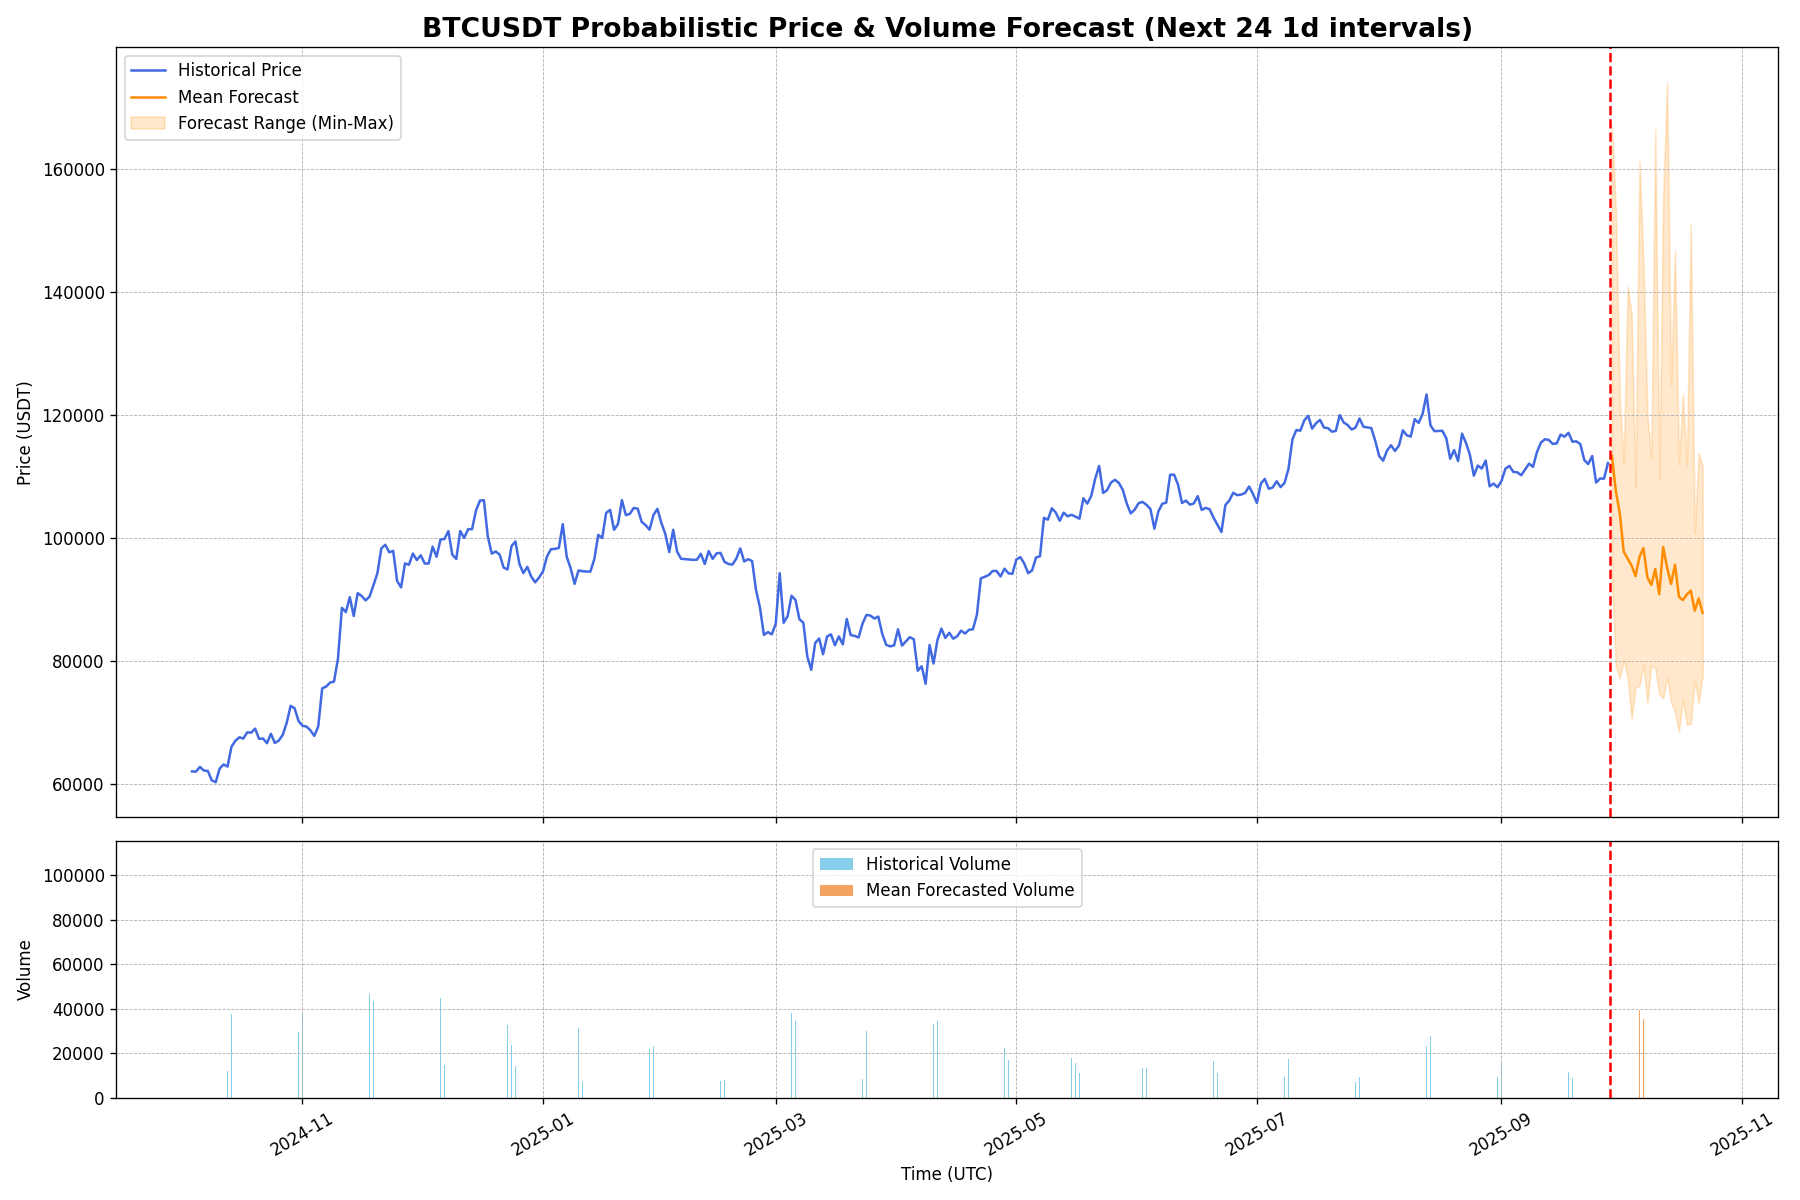 BTCUSDT Probabilistic Price & Volume Forecast (Next 24 1d intervals)
Historical Price
Mean Forecast
Forecast Range (Min-Max)
Price (USDT)
160000
140000
120000
100000
80000
60000
Historical Volume
Mean Forecasted Volume
Volume
100000
80000
60000
40000
20000
0
2024-11
2025-01
2025-03
2025-05
2025-07
2025-09
2025-11
Time (UTC)